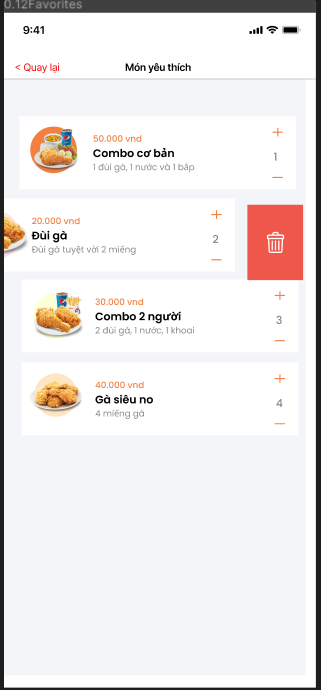 0.12Favorites
9:41
< Quay lại
Món yêu thích
50.000 vnd
Combo cơ bản
1 đùi gà, 1 nước và 1 bắp
1
20.000 vnd
Đùi gà
Đùi gà tuyệt vời 2 miếng
2
30.000 vnd
Combo 2 người
2 đùi gà, 1 nước, 1 khoai
3
40.000 vnd
Gà siêu no
4 miếng gà
4